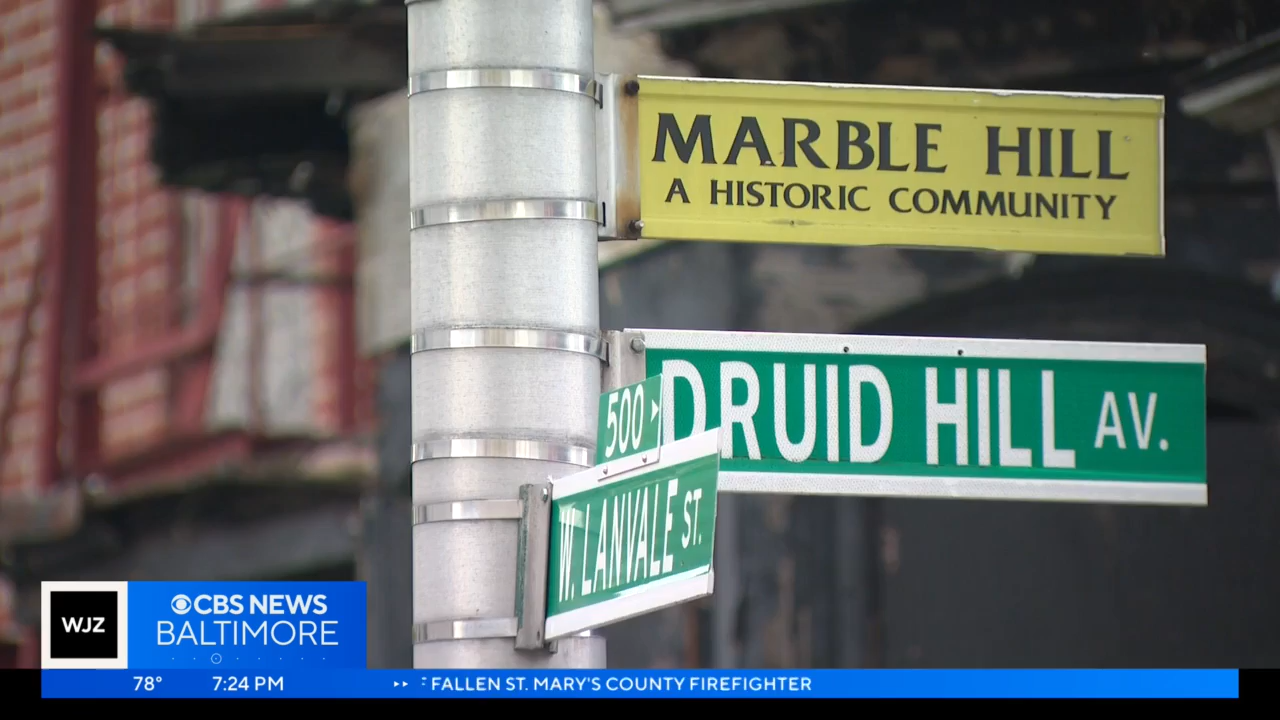 MARBLE HILL
A HISTORIC COMMUNITY
DRUID HILL AV.
500
W. LANVALE ST.
WJZ
CBS NEWS
BALTIMORE
78° 7:24 PM FALLEN ST. MARY'S COUNTY FIREFIGHTER